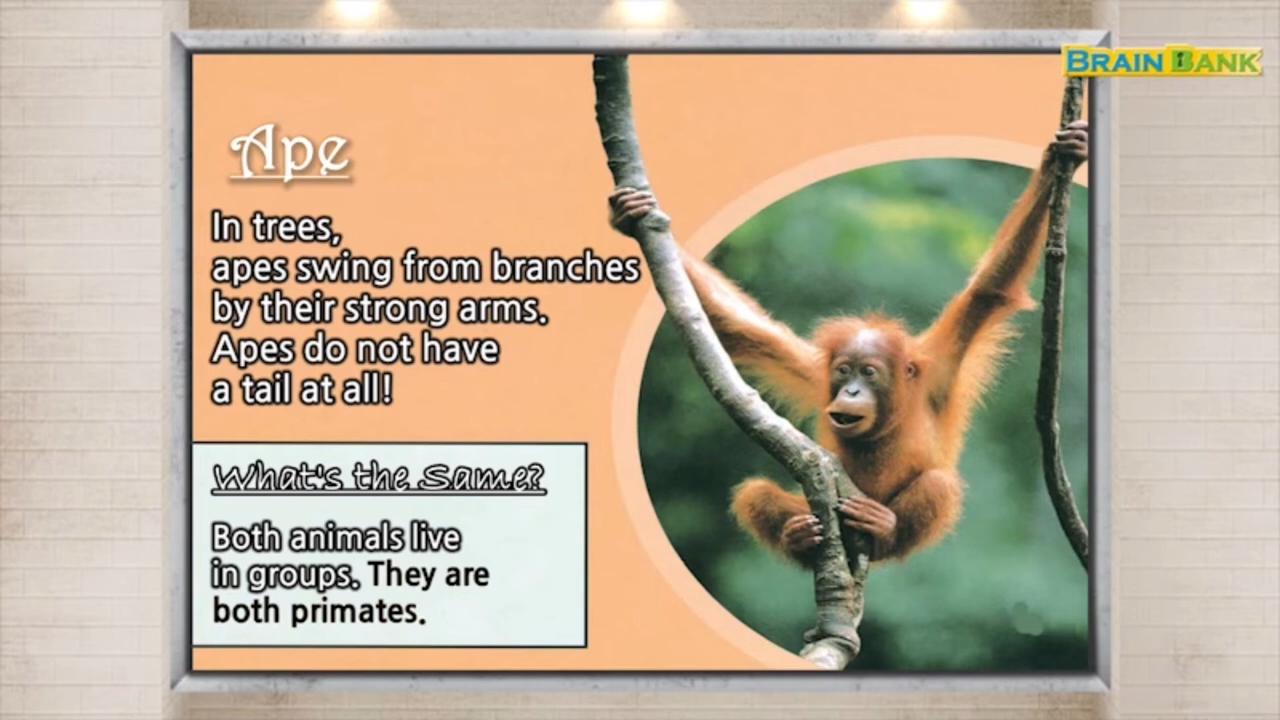 BRAIN BANK
Ape
In trees,
apes swing from branches
by their strong arms.
Apes do not have
a tail at all!
What's the Same?
Both animals live
in groups. They are
both primates.